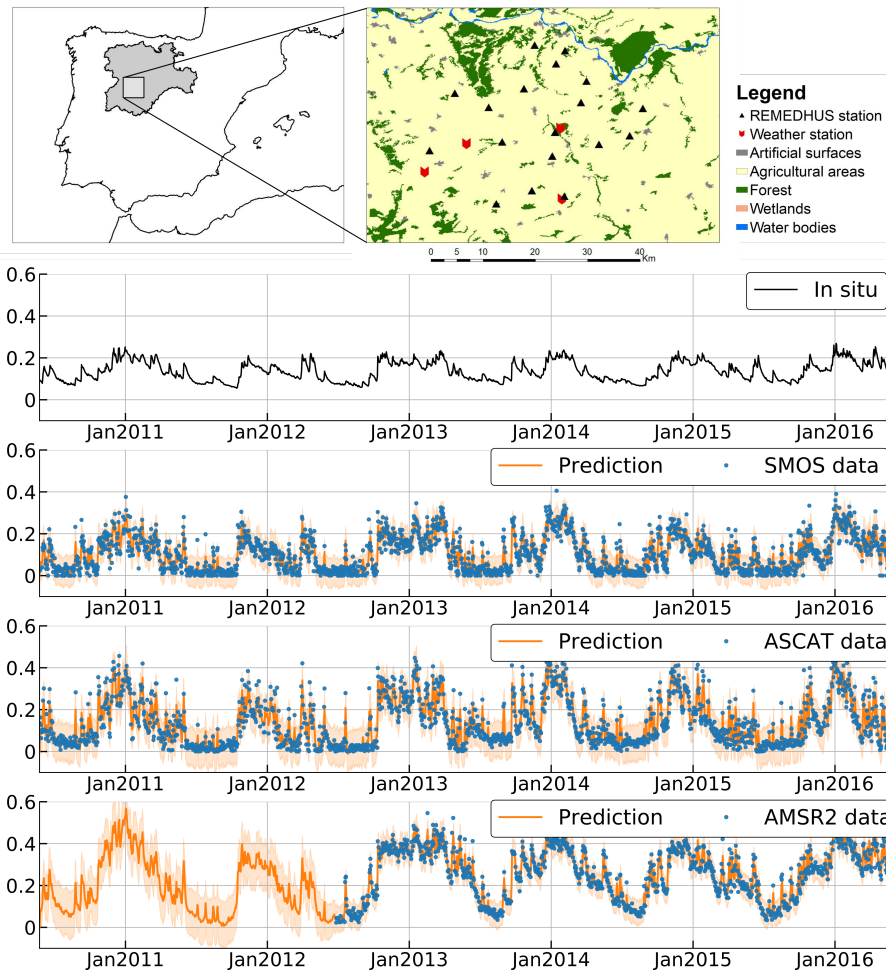 Legend
REMEDHUS station
Weather station
Artificial surfaces
Agricultural areas
Forest
Wetlands
Water bodies
0 5 10 20 30 40 Km
0.6
0.4
0.2
0
In situ
Jan2011 Jan2012 Jan2013 Jan2014 Jan2015 Jan2016
0.6
0.4
0.2
0
Prediction SMOS data
Jan2011 Jan2012 Jan2013 Jan2014 Jan2015 Jan2016
0.6
0.4
0.2
0
Prediction ASCAT data
Jan2011 Jan2012 Jan2013 Jan2014 Jan2015 Jan2016
0.6
0.4
0.2
0
Prediction AMSR2 data
Jan2011 Jan2012 Jan2013 Jan2014 Jan2015 Jan2016